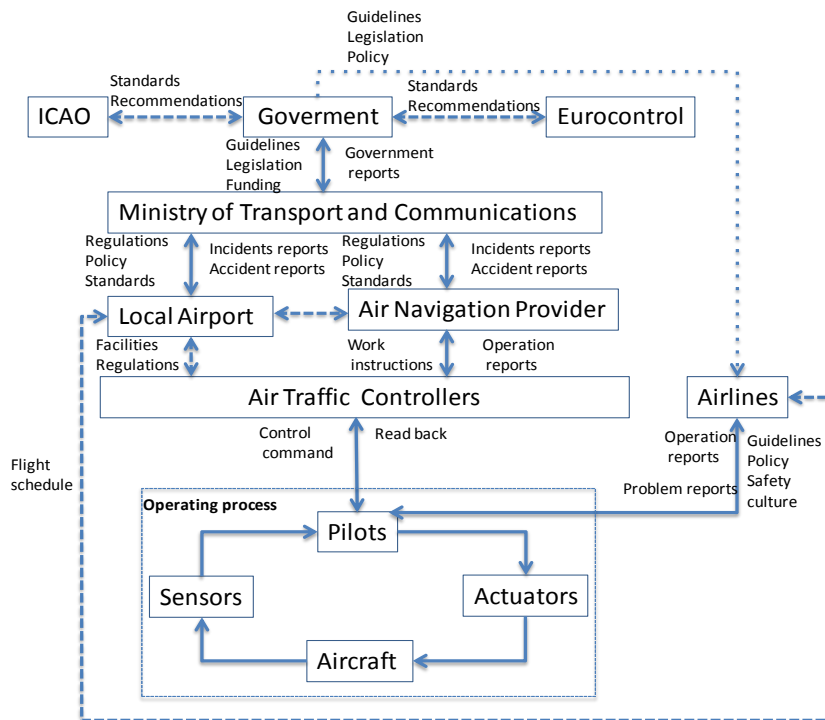 Guidelines
Legislation
Policy
Standards
Recommendations
Standards
Recommendations
ICAO
Goverment
Eurocontrol
Guidelines
Legislation
Funding
Government
reports
Ministry of Transport and Communications
Regulations
Policy
Standards
Incidents reports
Accident reports
Regulations
Policy
Standards
Incidents reports
Accident reports
Local Airport
Air Navigation Provider
Facilities
Regulations
Work
instructions
Operation
reports
Air Traffic Controllers
Airlines
Control
command
Read back
Operation
reports
Problem reports
Guidelines
Policy
Safety
culture
Flight
schedule
Operating process
Pilots
Sensors
Actuators
Aircraft